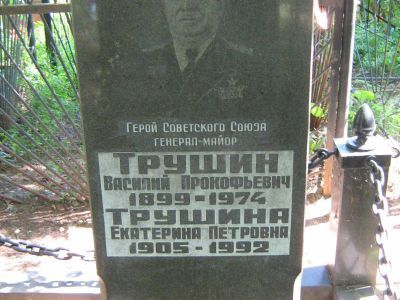 Герой Советского Союза
генерал-майор
ТРУШИН
Василий Прокофьевич
1899-1974
ТРУШИНА
Екатерина Петровна
1905-1992